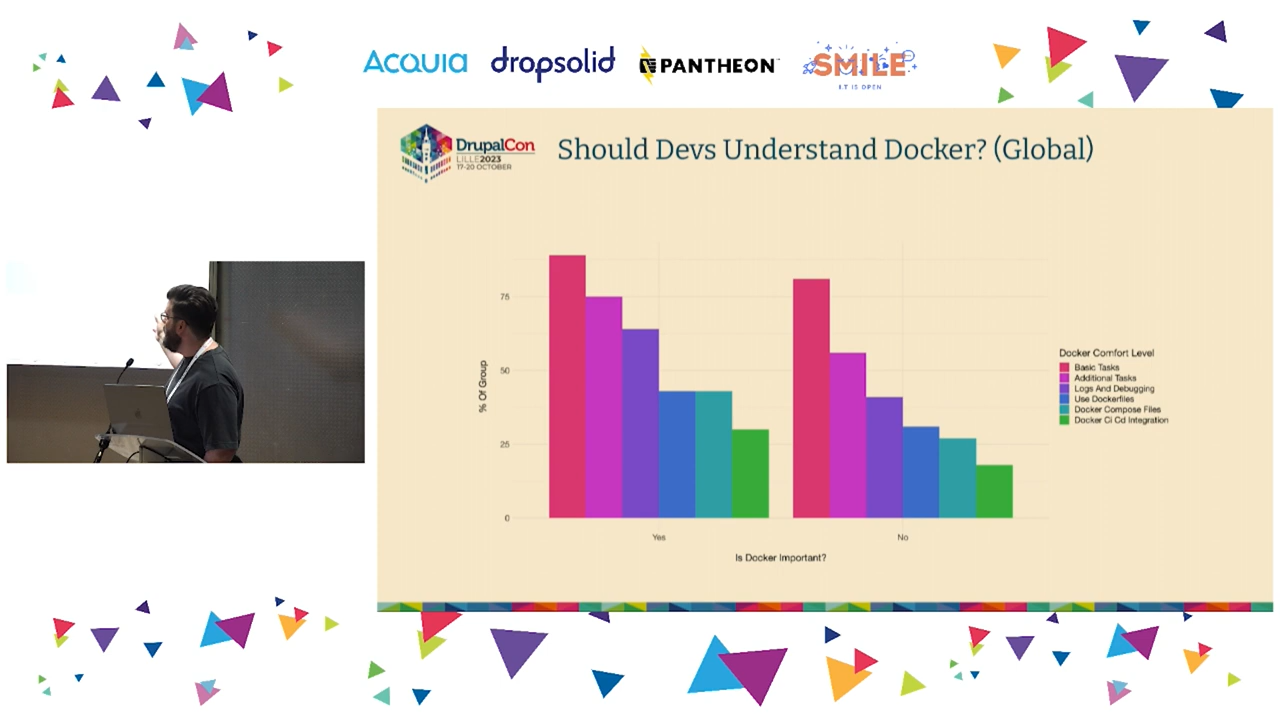 ACQUIA dropsolid PANTHEON SMILE
I.T IS OPEN
DrupalCon
LILLE2023
17-20 OCTOBER
Should Devs Understand Docker? (Global)
75
50
25
0
% Of Group
Yes No
Is Docker Important?
Docker Comfort Level
Basic Tasks
Additional Tasks
Logs And Debugging
Use Dockerfiles
Docker Compose Files
Docker Ci Cd Integration